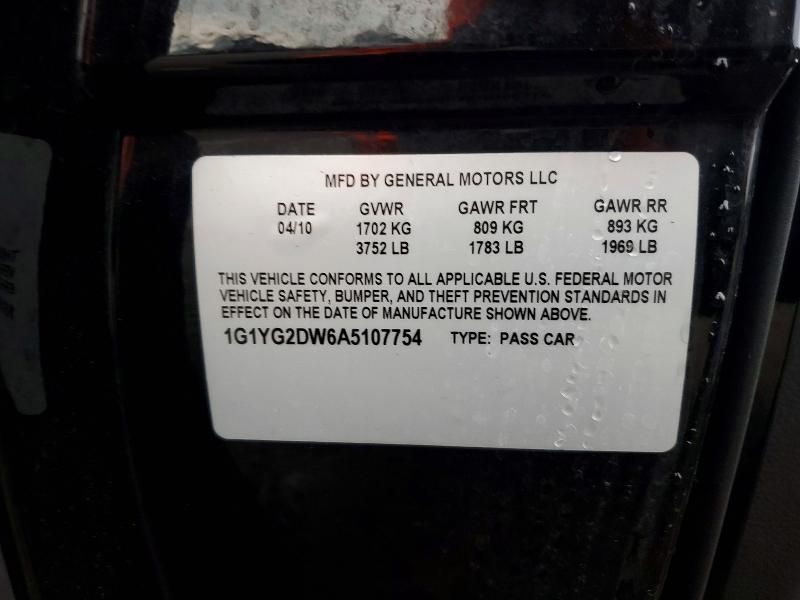 MFD BY GENERAL MOTORS LLC
DATE GVWR GAWR FRT GAWR RR
04/10 1702 KG 809 KG 893 KG
3752 LB 1783 LB 1969 LB
THIS VEHICLE CONFORMS TO ALL APPLICABLE U.S. FEDERAL MOTOR
VEHICLE SAFETY, BUMPER, AND THEFT PREVENTION STANDARDS IN
EFFECT ON THE DATE OF MANUFACTURE SHOWN ABOVE.
1G1YG2DW6A5107754 TYPE: PASS CAR